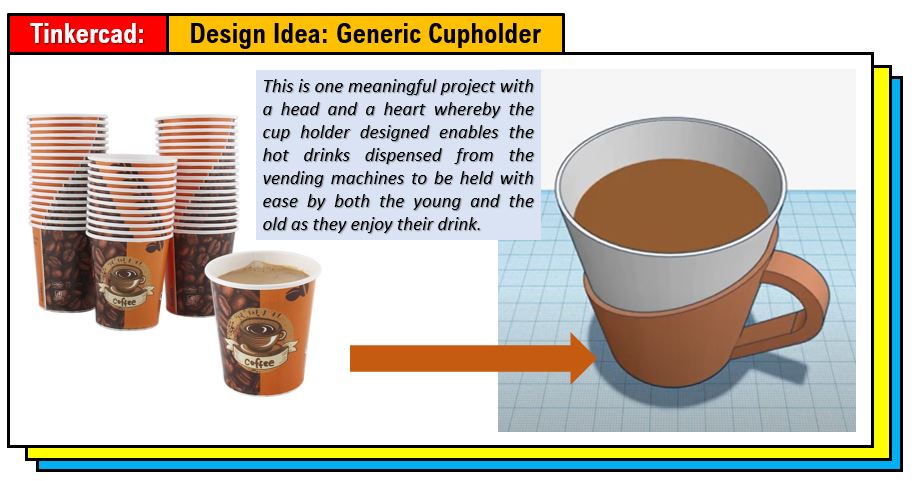 Tinkercad:
Design Idea: Generic Cupholder
This is one meaningful project with
a head and a heart whereby the
cup holder designed enables the
hot drinks dispensed from the
vending machines to be held with
ease by both the young and the
old as they enjoy their drink.
coffee
coffee